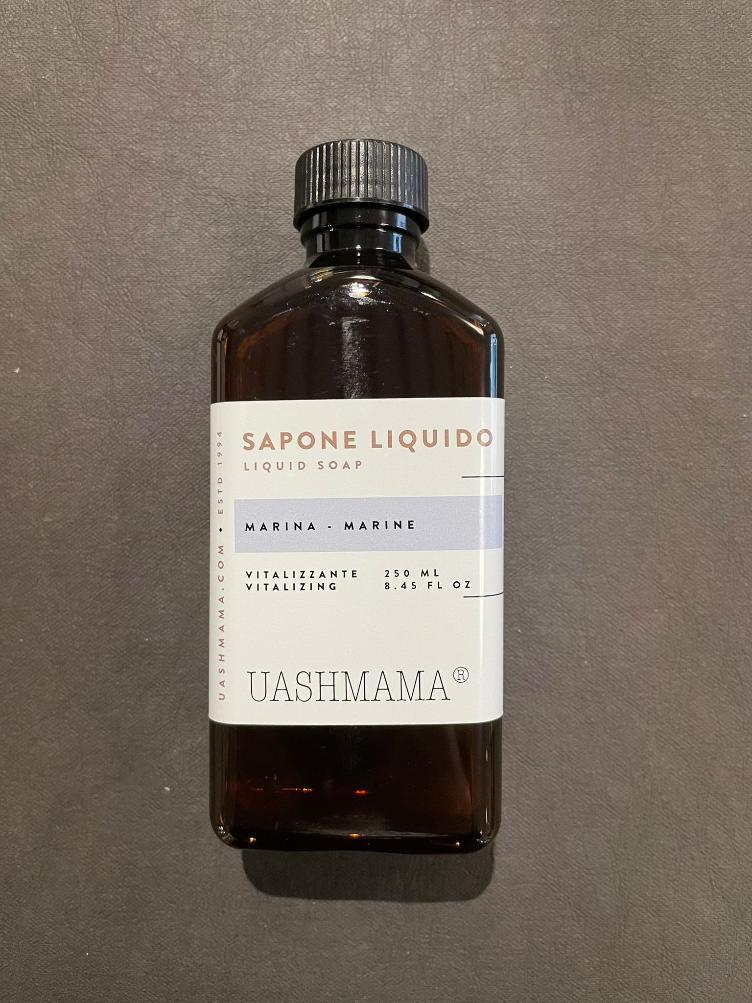 SAPONE LIQUIDO
LIQUID SOAP
MARINA - MARINE
VITALIZZANTE 250 ML
VITALIZING 8.45 FL OZ
UASHMAMA®
UASHMAMA.COM • ESTD 1994